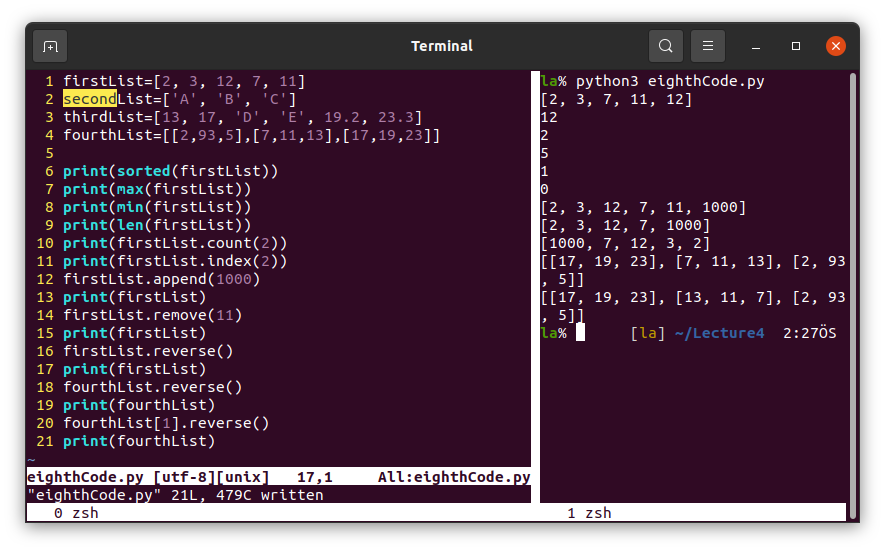 Terminal
1 firstList=[2, 3, 12, 7, 11]
2 secondList=['A', 'B', 'C']
3 thirdList=[13, 17, 'D', 'E', 19.2, 23.3]
4 fourthList=[[2,93,5],[7,11,13],[17,19,23]]
5
6 print(sorted(firstList))
7 print(max(firstList))
8 print(min(firstList))
9 print(len(firstList))
10 print(firstList.count(2))
11 print(firstList.index(2))
12 firstList.append(1000)
13 print(firstList)
14 firstList.remove(11)
15 print(firstList)
16 firstList.reverse()
17 print(firstList)
18 fourthList.reverse()
19 print(fourthList)
20 fourthList[1].reverse()
21 print(fourthList)
~
eighthCode.py [utf-8][unix] 17,1 All:eighthCode.py
"eighthCode.py" 21L, 479C written
la% python3 eighthCode.py
[2, 3, 7, 11, 12]
12
2
5
1
0
[2, 3, 12, 7, 11, 1000]
[2, 3, 12, 7, 1000]
[1000, 7, 12, 3, 2]
[[17, 19, 23], [7, 11, 13], [2, 93
, 5]]
[[17, 19, 23], [13, 11, 7], [2, 93
, 5]]
la% [la] ~/Lecture4 2:27ÖS
0 zsh 1 zsh